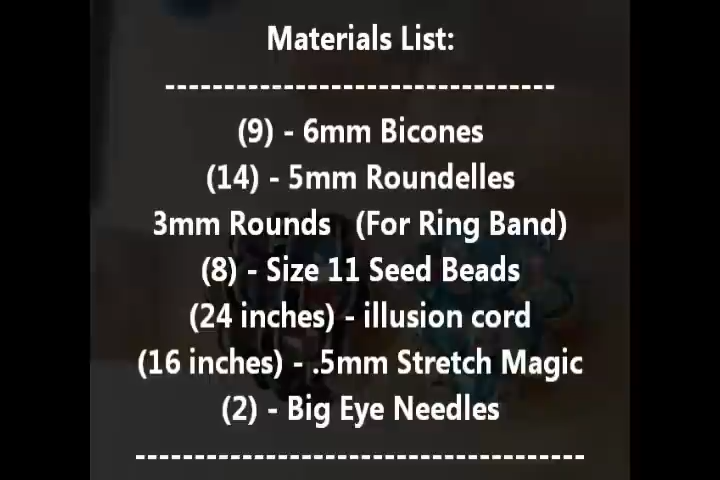 Materials List:
---------------------------------
(9) - 6mm Bicones
(14) - 5mm Roundelles
3mm Rounds (For Ring Band)
(8) - Size 11 Seed Beads
(24 inches) - illusion cord
(16 inches) - .5mm Stretch Magic
(2) - Big Eye Needles
--------------------------------------